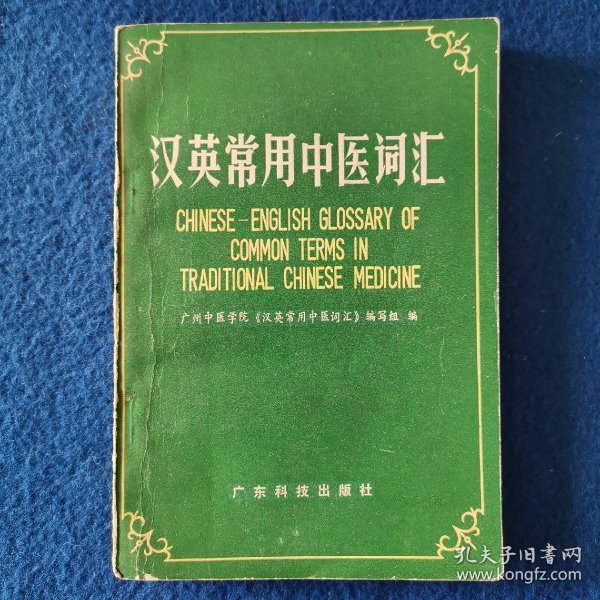 汉英常用中医词汇
CHINESE-ENGLISH GLOSSARY OF
COMMON TERMS IN
TRADITIONAL CHINESE MEDICINE
广州中医学院《汉英常用中医词汇》编写组 编
广东科技出版社
孔夫子旧書网
www.kongfz.com